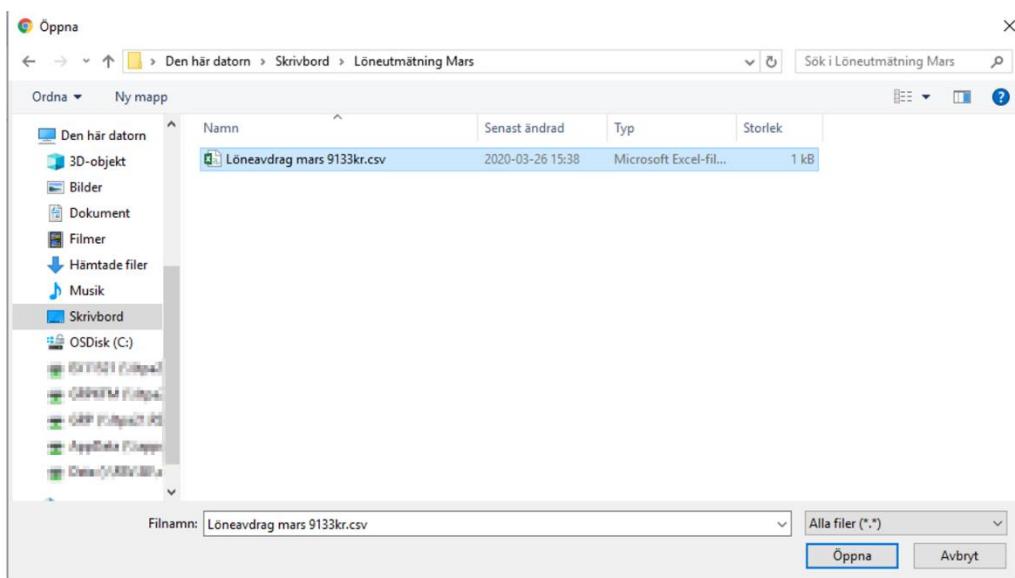 Öppna
Den här datorn > Skrivbord > Löneutmätning Mars
Sök i Löneutmätning Mars
Ordna
Ny mapp
Namn
Senast ändrad
Typ
Storlek
Löneavdrag mars 9133kr.csv
2020-03-26 15:38
Microsoft Excel-fil...
1 kB
Den här datorn
3D-objekt
Bilder
Dokument
Filmer
Hämtade filer
Musik
Skrivbord
OSDisk (C:)
Filnamn:
Löneavdrag mars 9133kr.csv
Alla filer (*.*)
Öppna
Avbryt